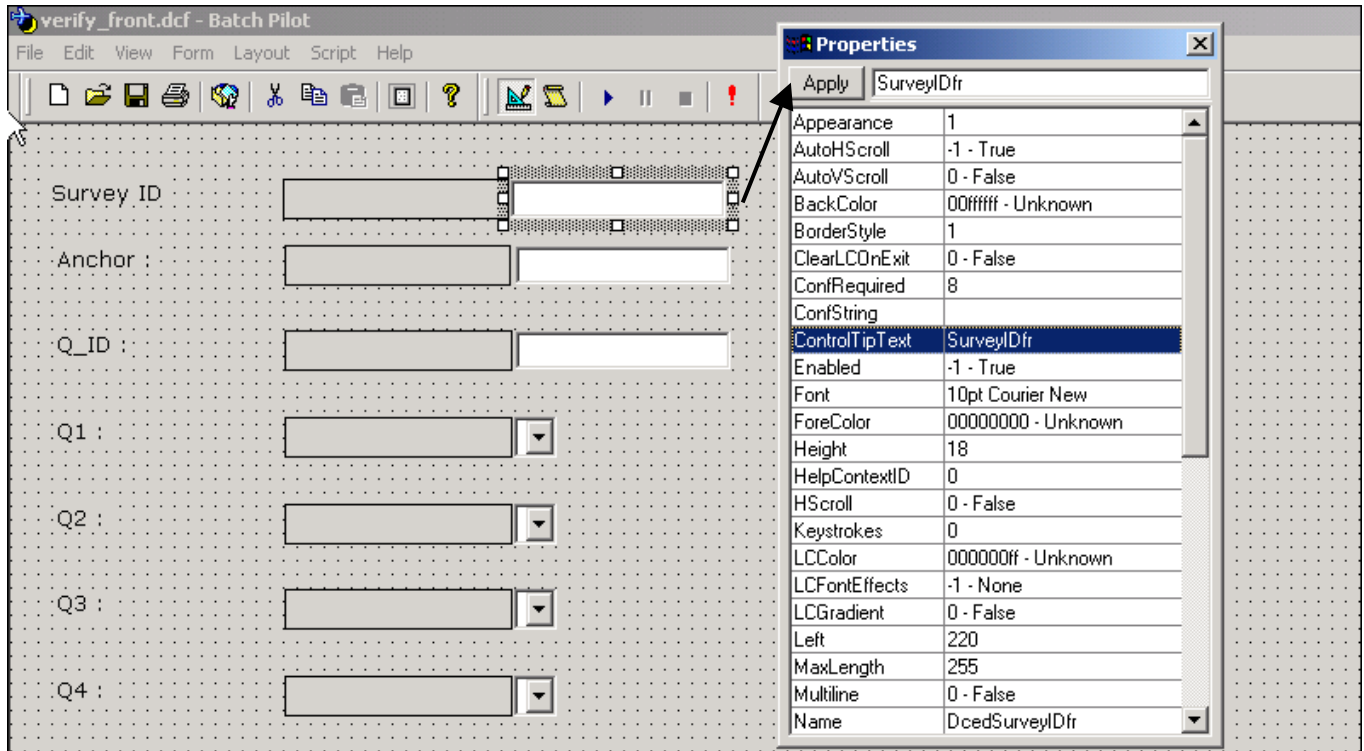 verify_front.dcf - Batch Pilot
File Edit View Form Layout Script Help
Survey ID
Anchor :
Q_ID :
Q1 :
Q2 :
Q3 :
Q4 :
Properties
Apply SurveyIDfr
Appearance 1
AutoHScroll -1 - True
AutoVScroll 0 - False
BackColor 00ffffff - Unknown
BorderStyle 1
ClearLCOnExit 0 - False
ConfRequired 8
ConfString
ControlTipText SurveyIDfr
Enabled -1 - True
Font 10pt Courier New
ForeColor 00000000 - Unknown
Height 18
HelpContextID 0
HScroll 0 - False
Keystrokes 0
LCColor 000000ff - Unknown
LCFontEffects -1 - None
LCGradient 0 - False
Left 220
MaxLength 255
Multiline 0 - False
Name DcedSurveyIDfr